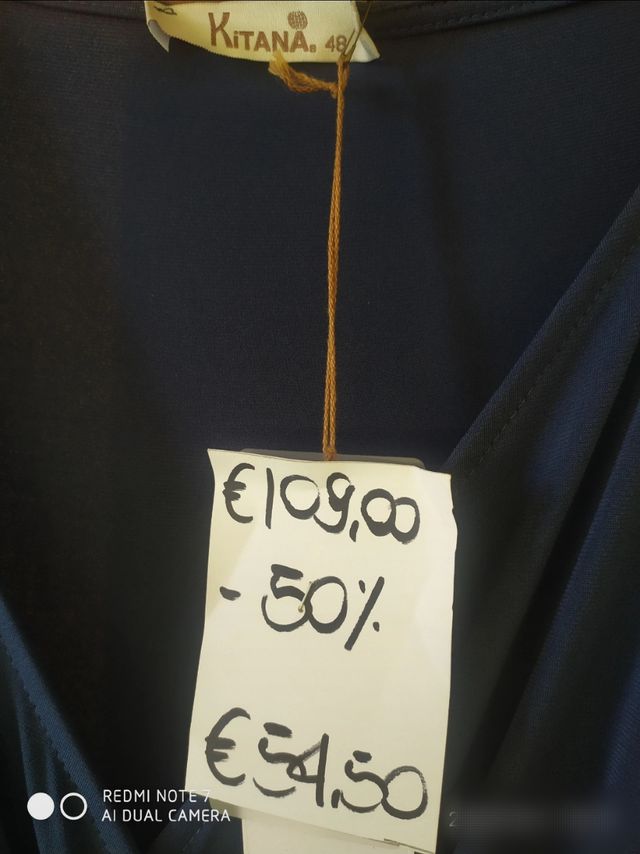 KiTANA® 48
€109,00
- 50%
€54,50
REDMI NOTE 7
AI DUAL CAMERA